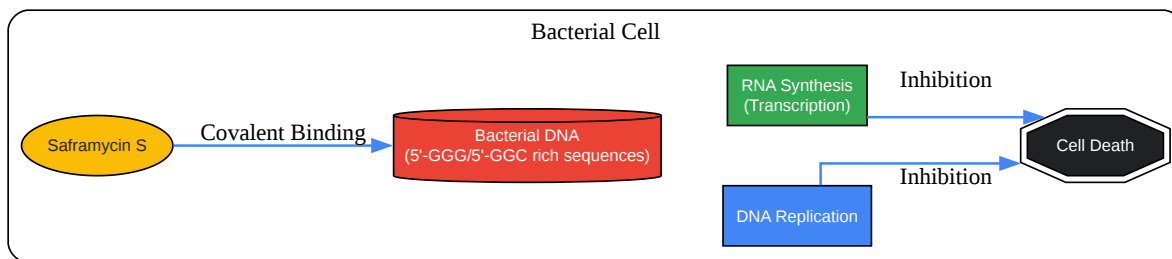 Bacterial Cell
Saframycin S
Covalent Binding
Bacterial DNA
(5'-GGG/5'-GGC rich sequences)
RNA Synthesis
(Transcription)
Inhibition
Cell Death
DNA Replication
Inhibition